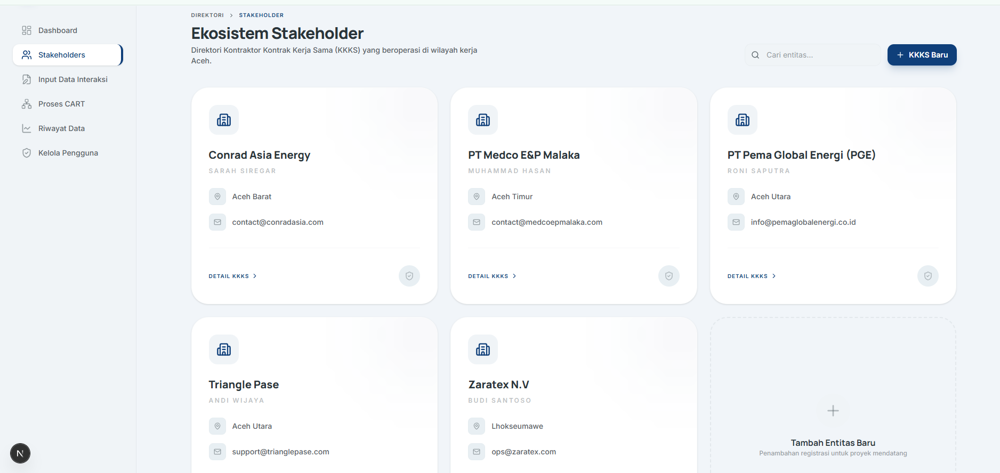 Dashboard
Stakeholders
Input Data Interaksi
Proses CART
Riwayat Data
Kelola Pengguna
N
DIREKTORI > STAKEHOLDER
Ekosistem Stakeholder
Direktori Kontraktor Kontrak Kerja Sama (KKKS) yang beroperasi di wilayah kerja
Aceh.
Cari entitas...
+ KKKS Baru
Conrad Asia Energy
SARAH SIREGAR
Aceh Barat
contact@conradasia.com
DETAIL KKKS >
PT Medco E&P Malaka
MUHAMMAD HASAN
Aceh Timur
contact@medcoepmalaka.com
DETAIL KKKS >
PT Pema Global Energi (PGE)
RONI SAPUTRA
Aceh Utara
info@pemaglobalenergi.co.id
DETAIL KKKS >
Triangle Pase
ANDI WIJAYA
Aceh Utara
support@trianglepase.com
Zaratex N.V
BUDI SANTOSO
Lhokseumawe
ops@zaratex.com
Tambah Entitas Baru
Penambahan registrasi untuk proyek mendatang